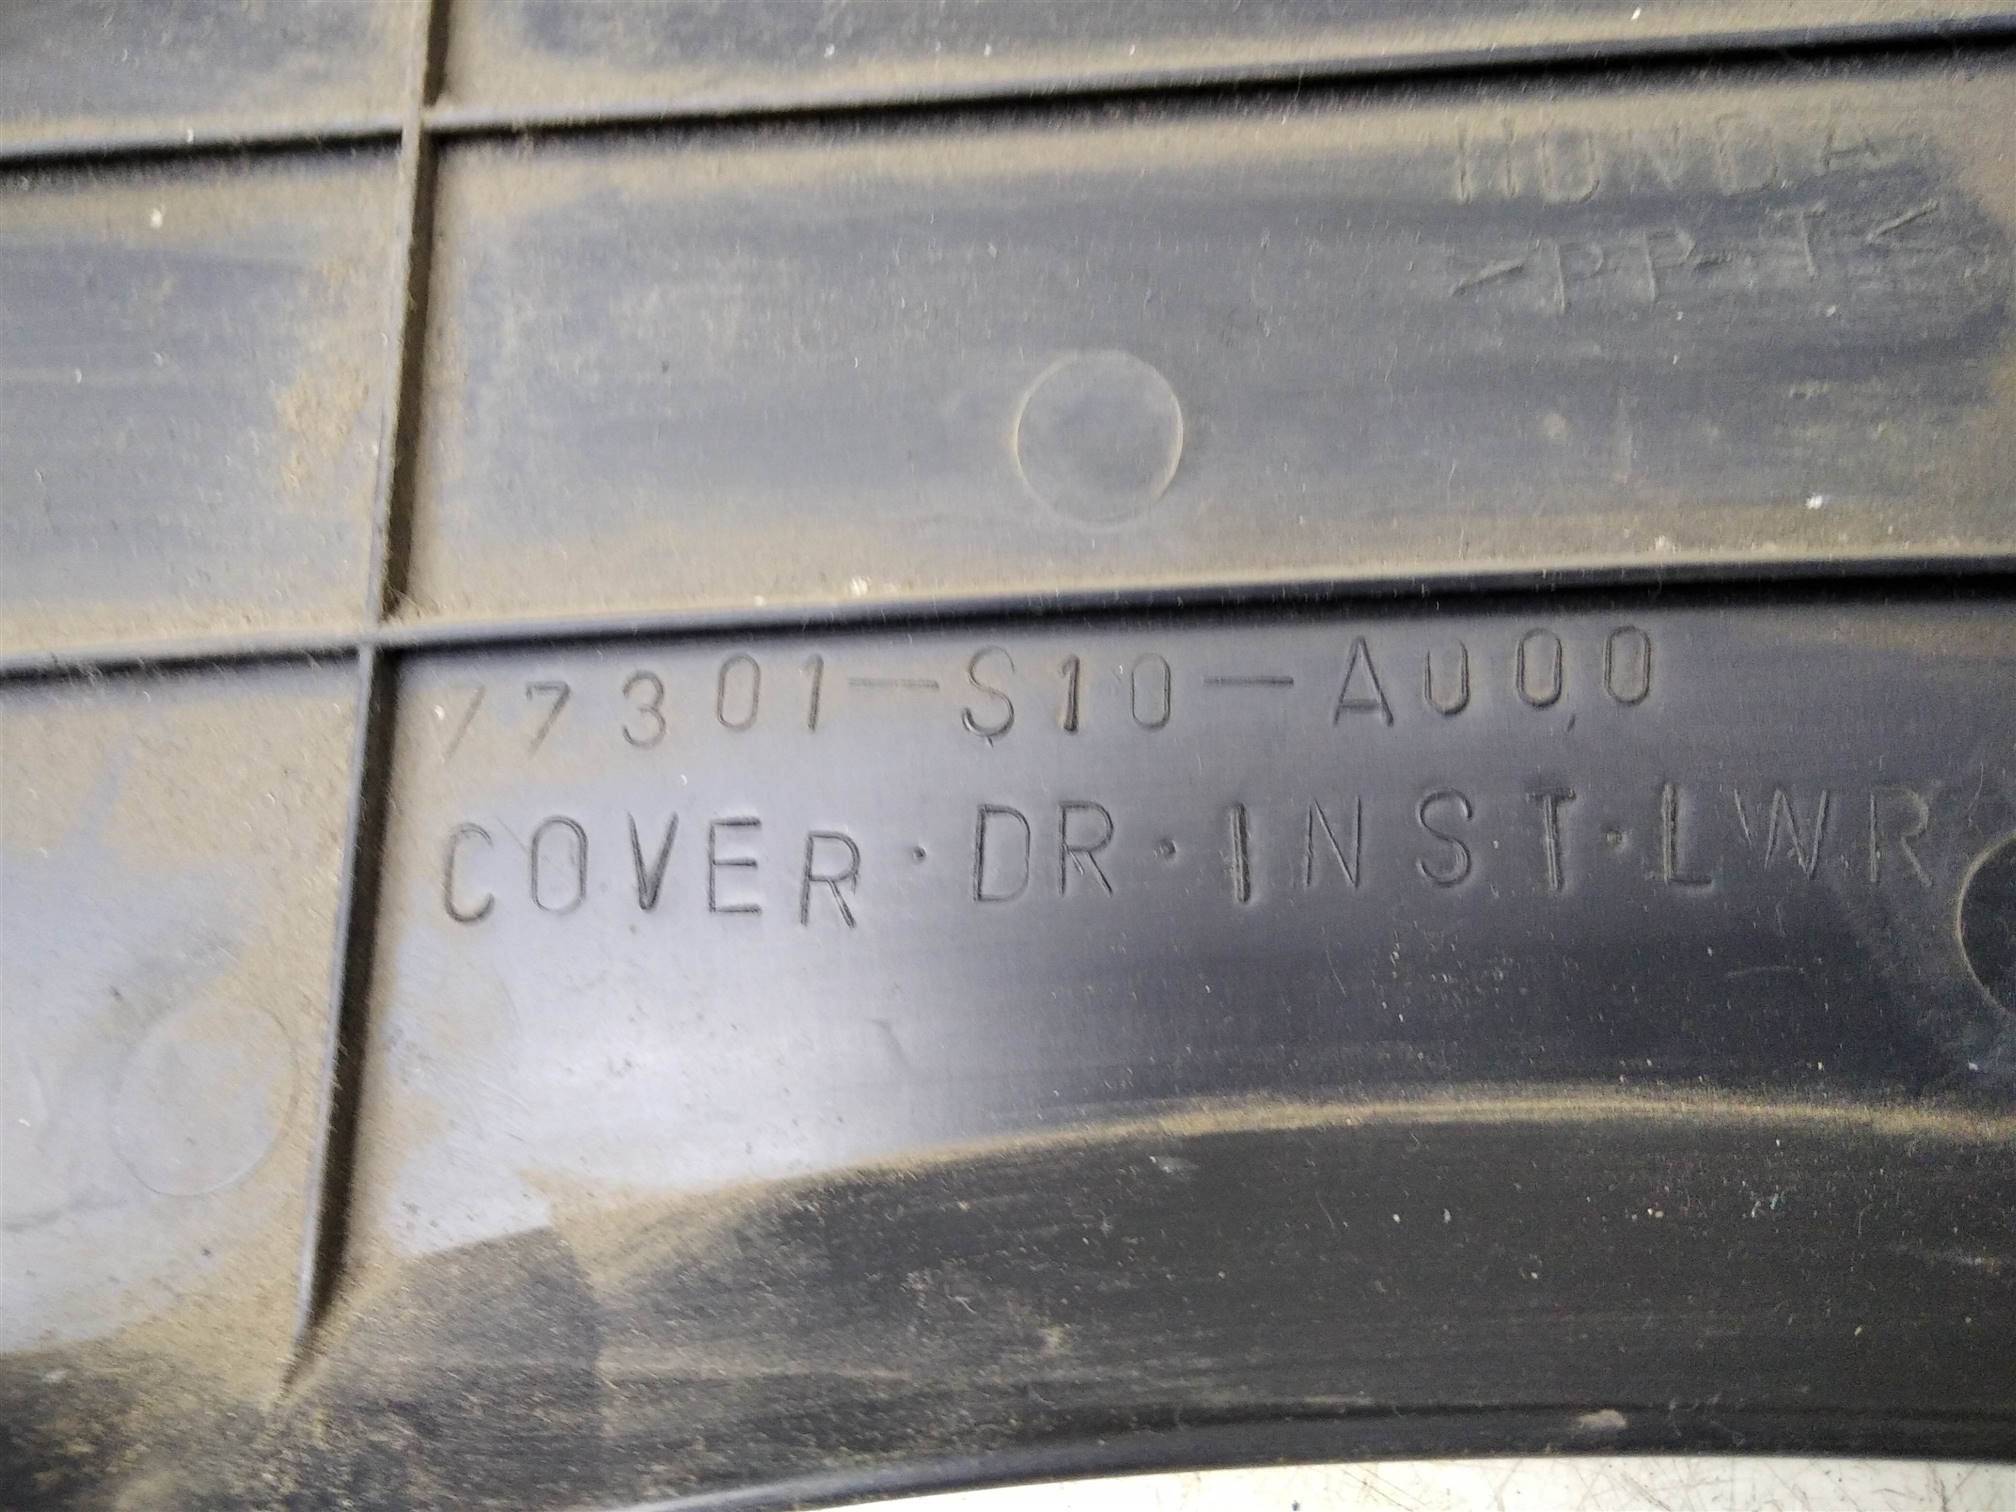 HONDA
>PP-T<
77301-S10-A000
COVER·DR·INST·LWR